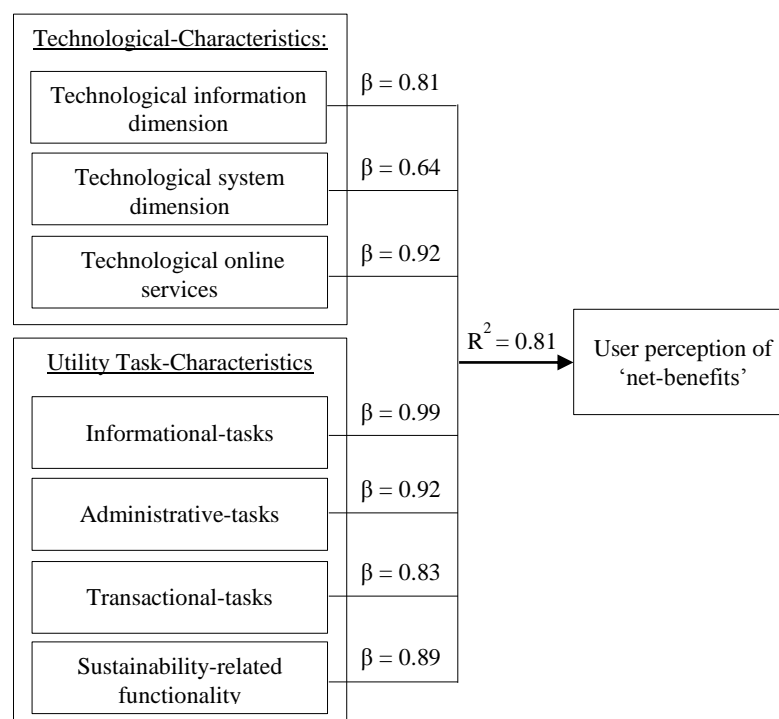 Technological-Characteristics:
Technological information
dimension
β = 0.81
Technological system
dimension
β = 0.64
Technological online
services
β = 0.92
R² = 0.81
User perception of
‘net-benefits’
Utility Task-Characteristics
Informational-tasks
β = 0.99
Administrative-tasks
β = 0.92
Transactional-tasks
β = 0.83
Sustainability-related
functionality
β = 0.89